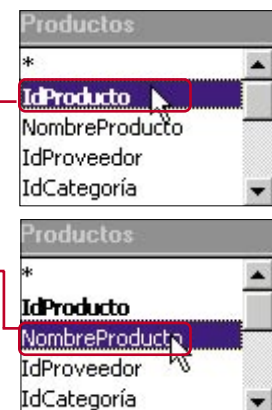 Productos
*
IdProducto
NombreProducto
IdProveedor
IdCategoría
Productos
*
IdProducto
NombreProducto
IdProveedor
IdCategoría